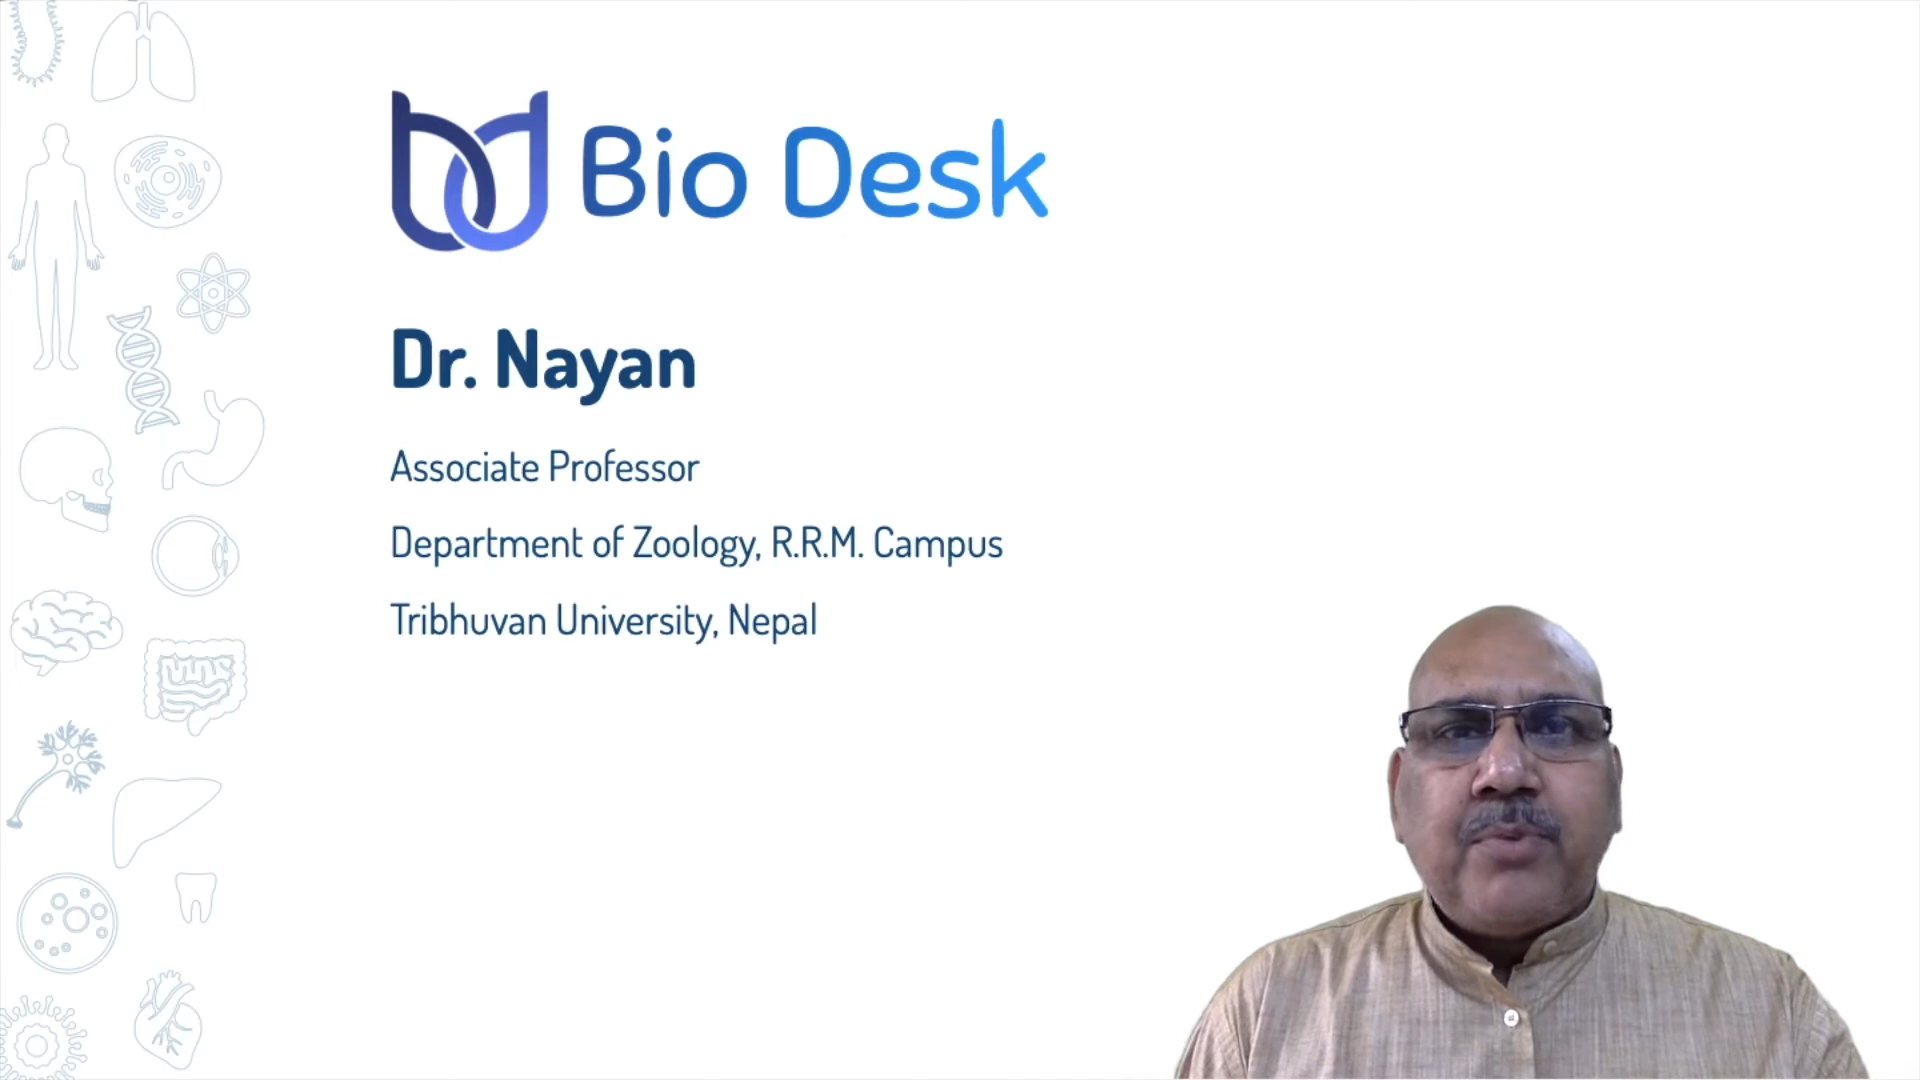 Bio Desk
Dr. Nayan
Associate Professor
Department of Zoology, R.R.M. Campus
Tribhuvan University, Nepal